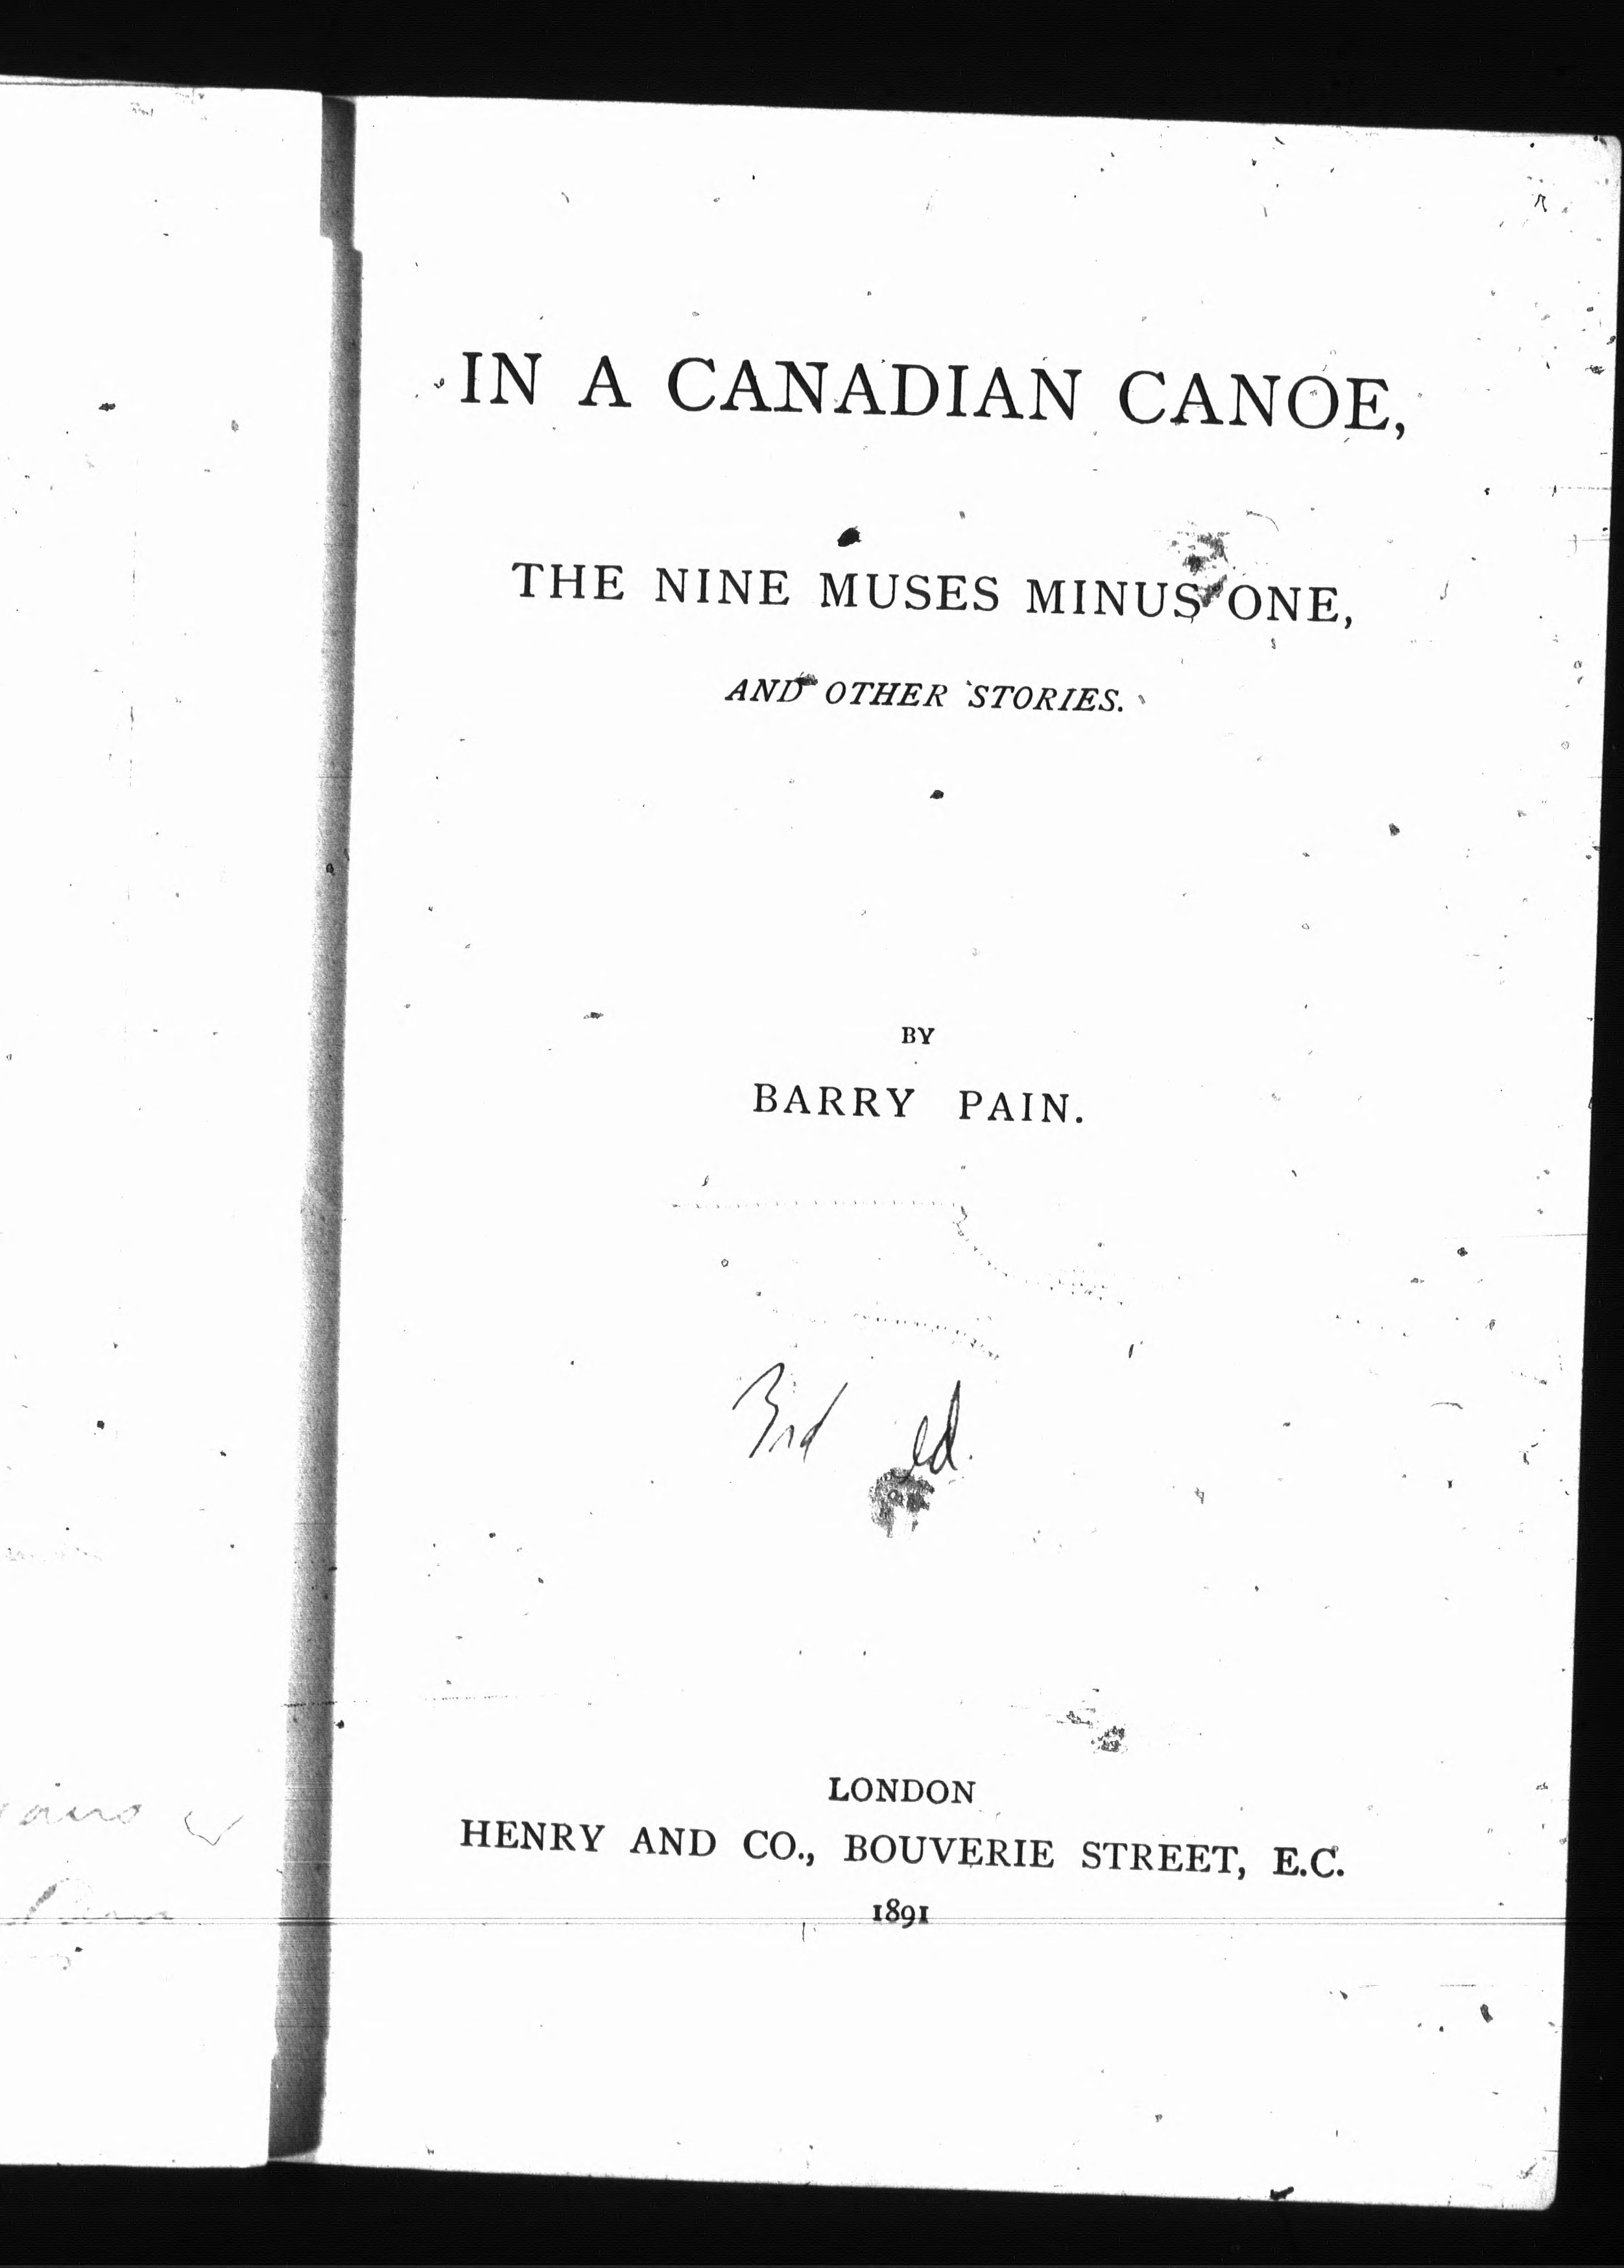 IN A CANADIAN CANOE,
THE NINE MUSES MINUS ONE,
AND OTHER STORIES.
BY
BARRY PAIN.
3rd ed.
LONDON
HENRY AND CO., BOUVERIE STREET, E.C.
1891